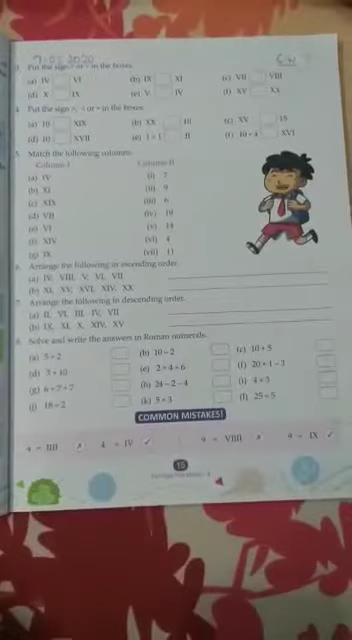 7-05-2020
C.W
3. Put the sign > or < in the boxes.
(a) IV VI (b) IX XI (c) VII VIII
(d) X IX (e) V IV (f) XV XX
4. Put the sign >, < or = in the boxes.
(a) 10 XIX (b) XX 10 (c) XV 15
(d) 10 XVII (e) 1 + 1 II (f) 10 + 4 XVI
5. Match the following columns.
Column-I Column-II
(a) IV (i) 7
(b) XI (ii) 9
(c) XIX (iii) 6
(d) VII (iv) 19
(e) VI (v) 14
(f) XIV (vi) 4
(g) IX (vii) 11
6. Arrange the following in ascending order.
(a) IV, VIII, V, VI, VII
(b) XI, XV, XVI, XIV, XX
7. Arrange the following in descending order.
(a) II, VI, III, IV, VII
(b) IX, XI, X, XIV, XV
8. Solve and write the answers in Roman numerals.
(a) 5 + 2 (b) 10 – 2 (c) 10 + 5
(d) 3 + 10 (e) 2 + 4 + 6 (f) 20 + 1 – 3
(g) 6 + 7 + 7 (h) 24 – 2 – 4 (i) 4 × 3
(j) 18 ÷ 2 (k) 5 × 3 (l) 25 ÷ 5
COMMON MISTAKES!
4 = IIII ✗ 4 = IV ✓ 9 = VIIII ✗ 9 = IX ✓
15